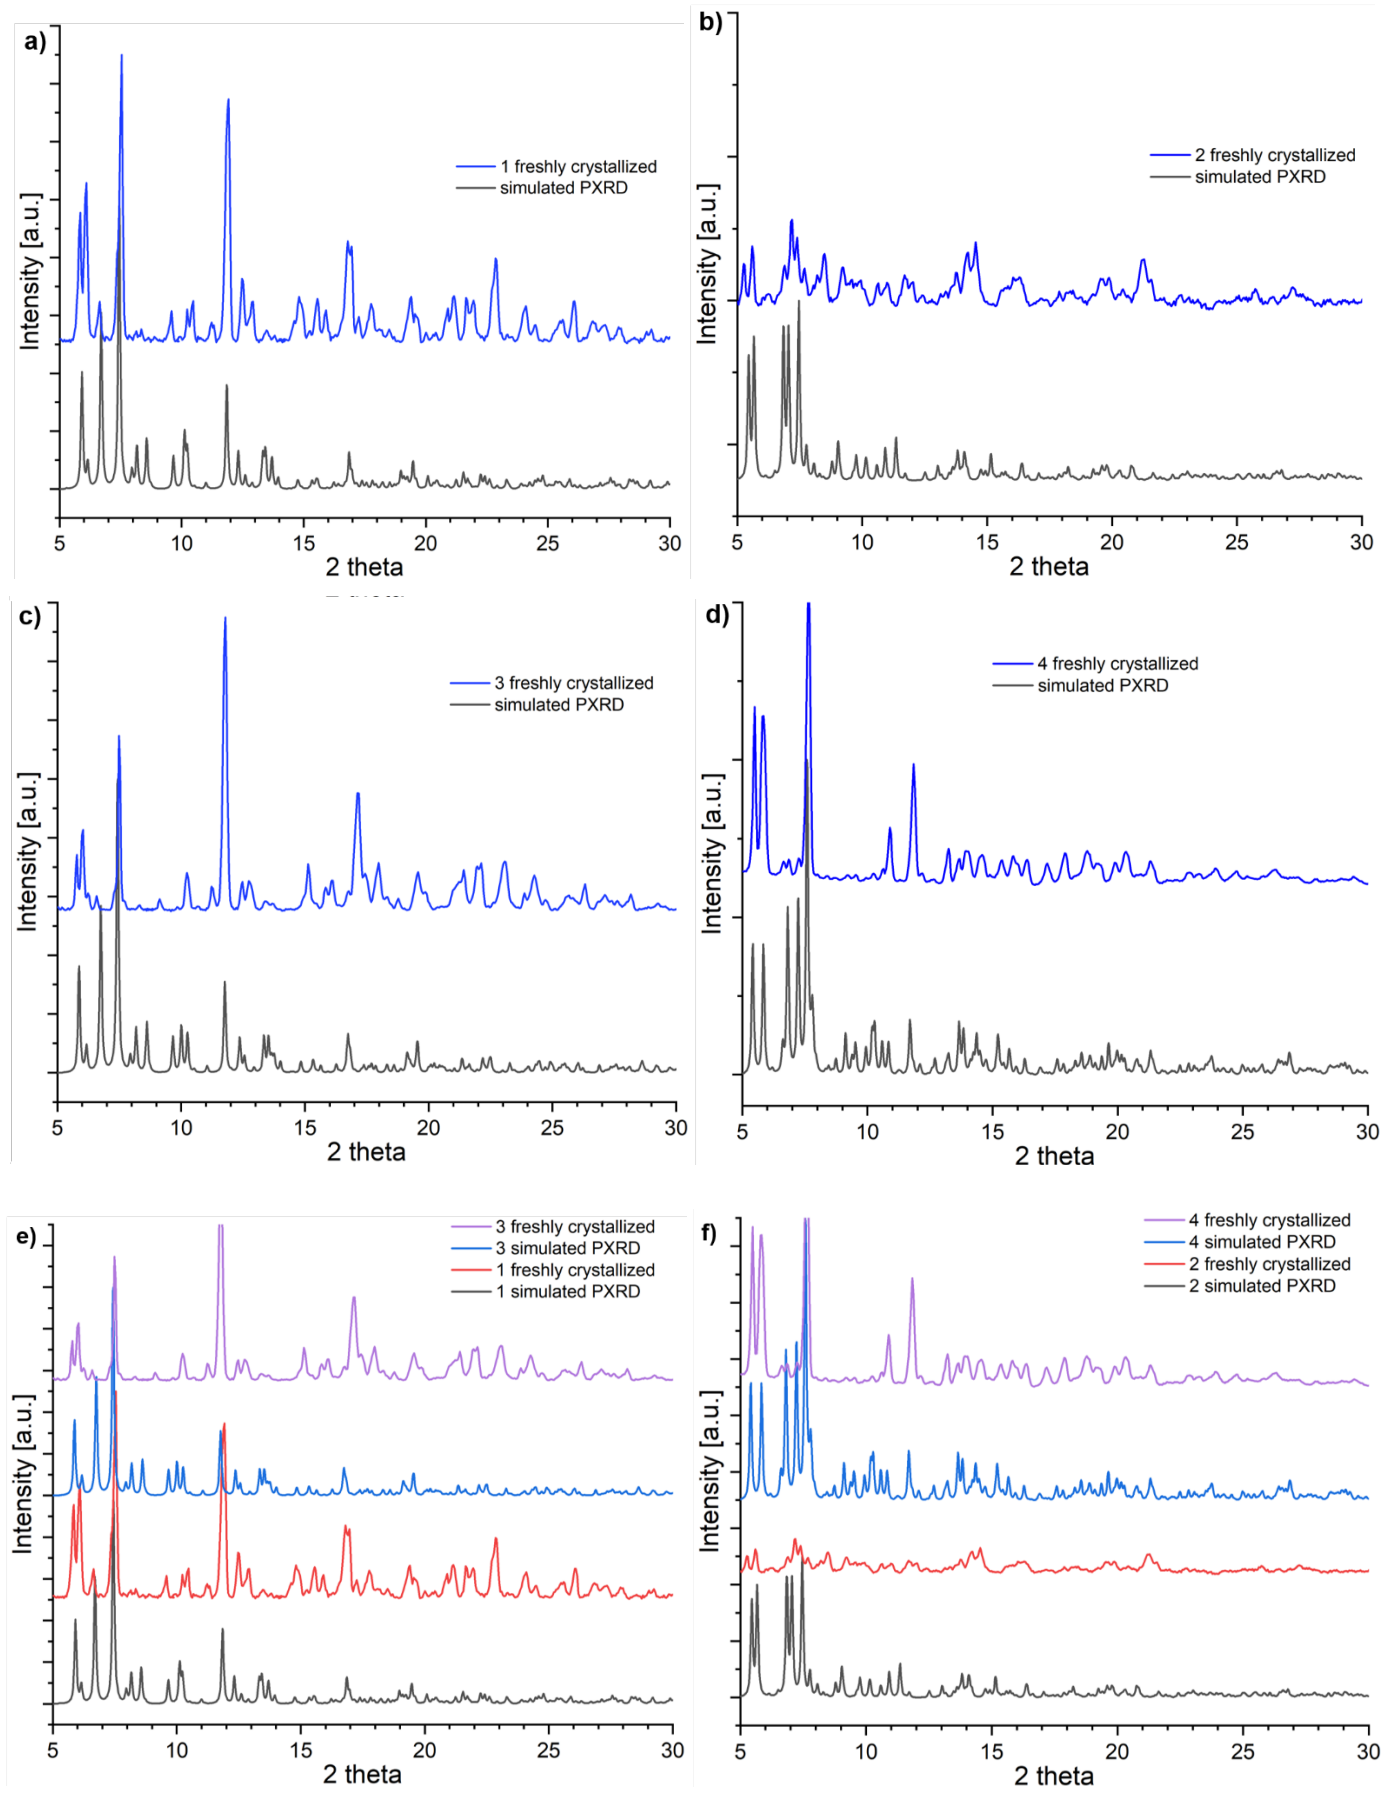 a)
1 freshly crystallized
simulated PXRD
Intensity [a.u.]
5 10 15 20 25 30
2 theta
b)
2 freshly crystallized
simulated PXRD
Intensity [a.u.]
5 10 15 20 25 30
2 theta
c)
3 freshly crystallized
simulated PXRD
Intensity [a.u.]
5 10 15 20 25 30
2 theta
d)
4 freshly crystallized
simulated PXRD
Intensity [a.u.]
5 10 15 20 25 30
2 theta
e)
3 freshly crystallized
3 simulated PXRD
1 freshly crystallized
1 simulated PXRD
Intensity [a.u.]
5 10 15 20 25 30
2 theta
f)
4 freshly crystallized
4 simulated PXRD
2 freshly crystallized
2 simulated PXRD
Intensity [a.u.]
5 10 15 20 25 30
2 theta